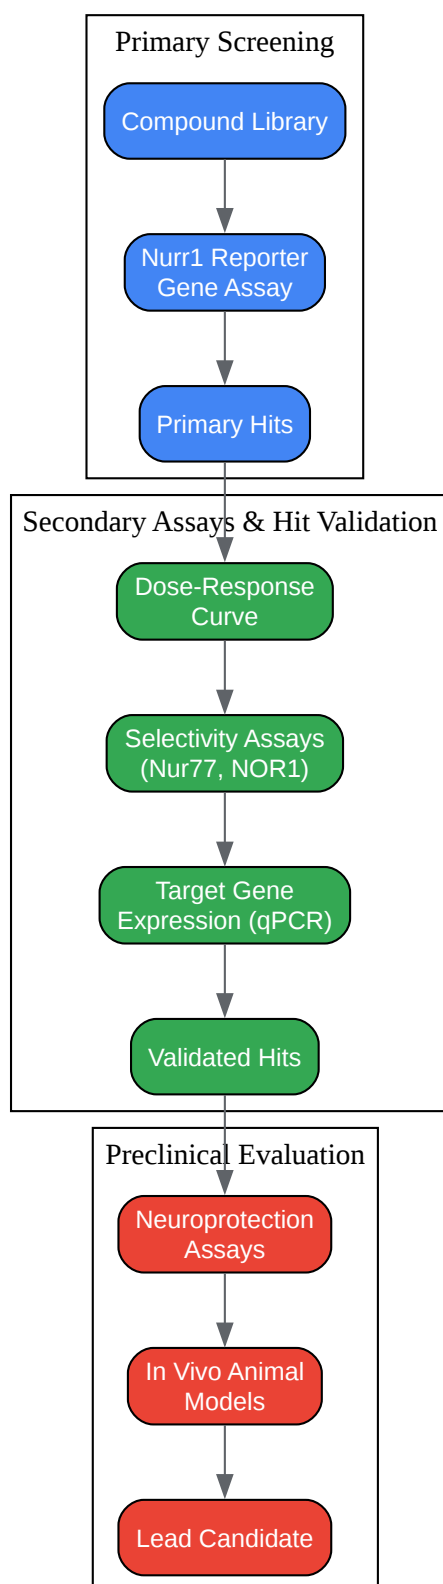 Primary Screening
Compound Library
Nurr1 Reporter
Gene Assay
Primary Hits
Secondary Assays & Hit Validation
Dose-Response
Curve
Selectivity Assays
(Nur77, NOR1)
Target Gene
Expression (qPCR)
Validated Hits
Preclinical Evaluation
Neuroprotection
Assays
In Vivo Animal
Models
Lead Candidate